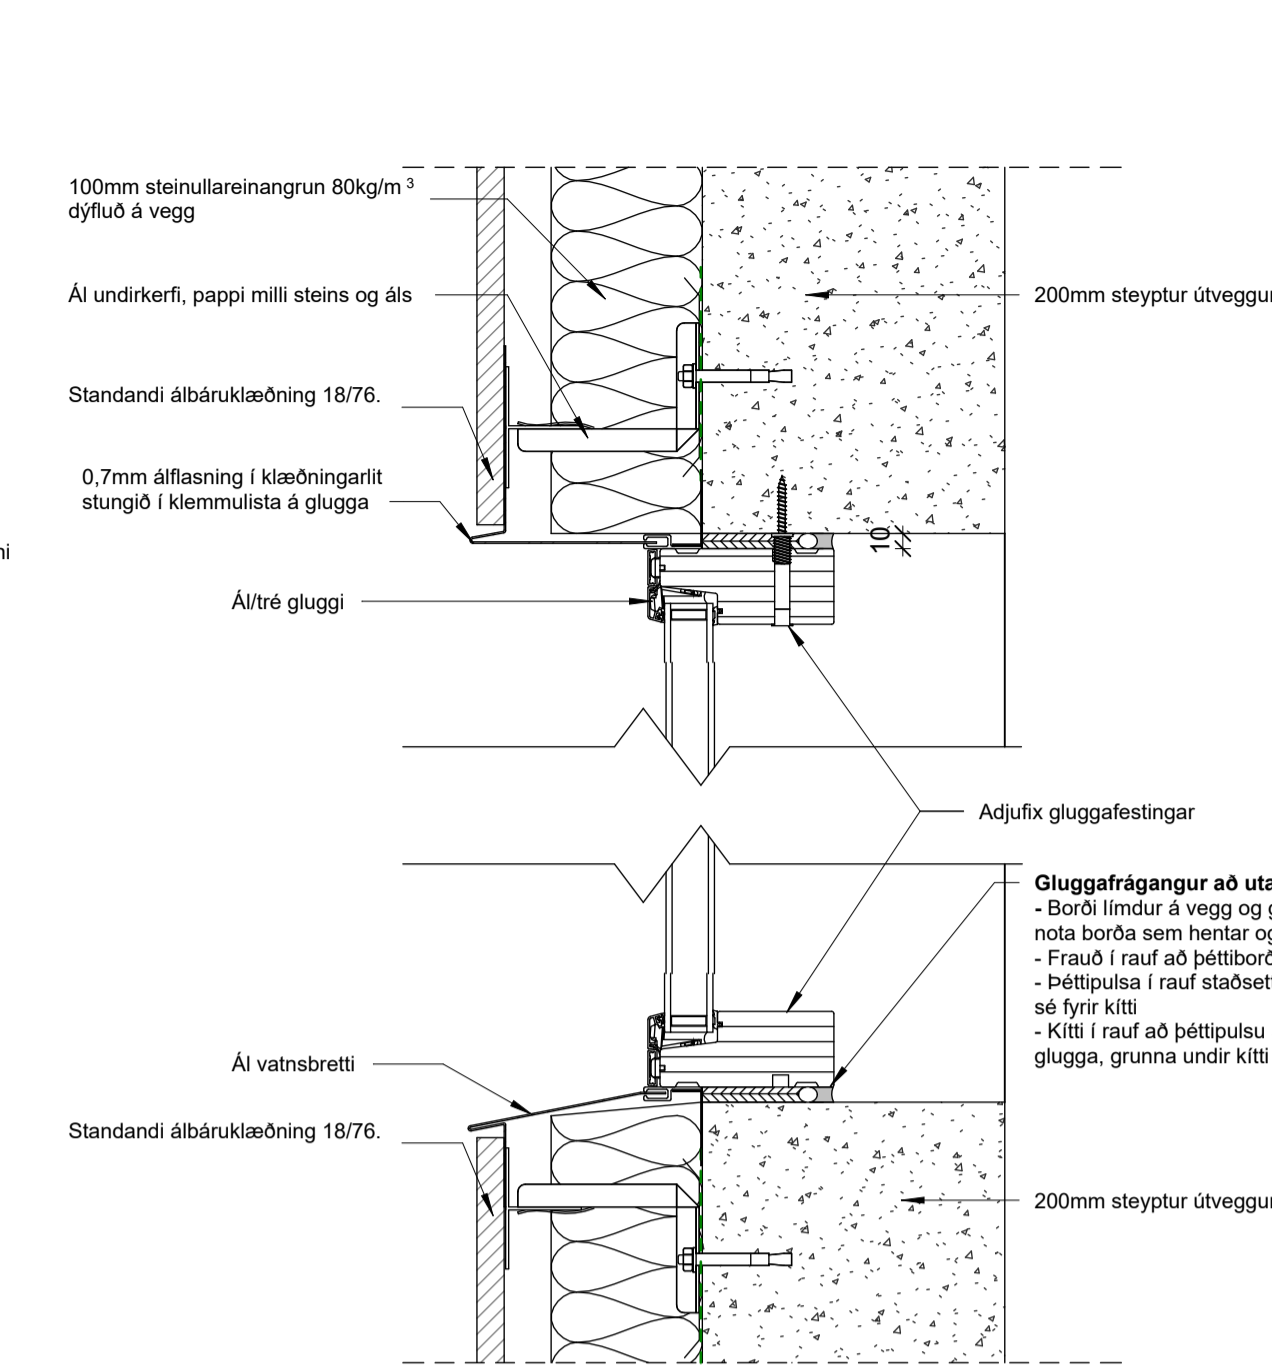 100mm steinullareinangrun 80kg/m³
dýfluð á vegg
Ál undirkerfi, pappi milli steins og áls
200mm steyptur útveggur
Standandi álbáruklæðning 18/76.
0,7mm álflasning í klæðningarlit
stungið í klemmulista á glugga
10
Ál/tré gluggi
Adjufix gluggafestingar
Gluggafrágangur að uta
- Borði límdur á vegg og g
nota borða sem hentar og
- Frauð í rauf að þéttiborð
- Þéttipulsa í rauf staðset
sé fyrir kítti
- Kítti í rauf að þéttipulsu
glugga, grunna undir kítti
Ál vatnsbretti
Standandi álbáruklæðning 18/76.
200mm steyptur útveggur